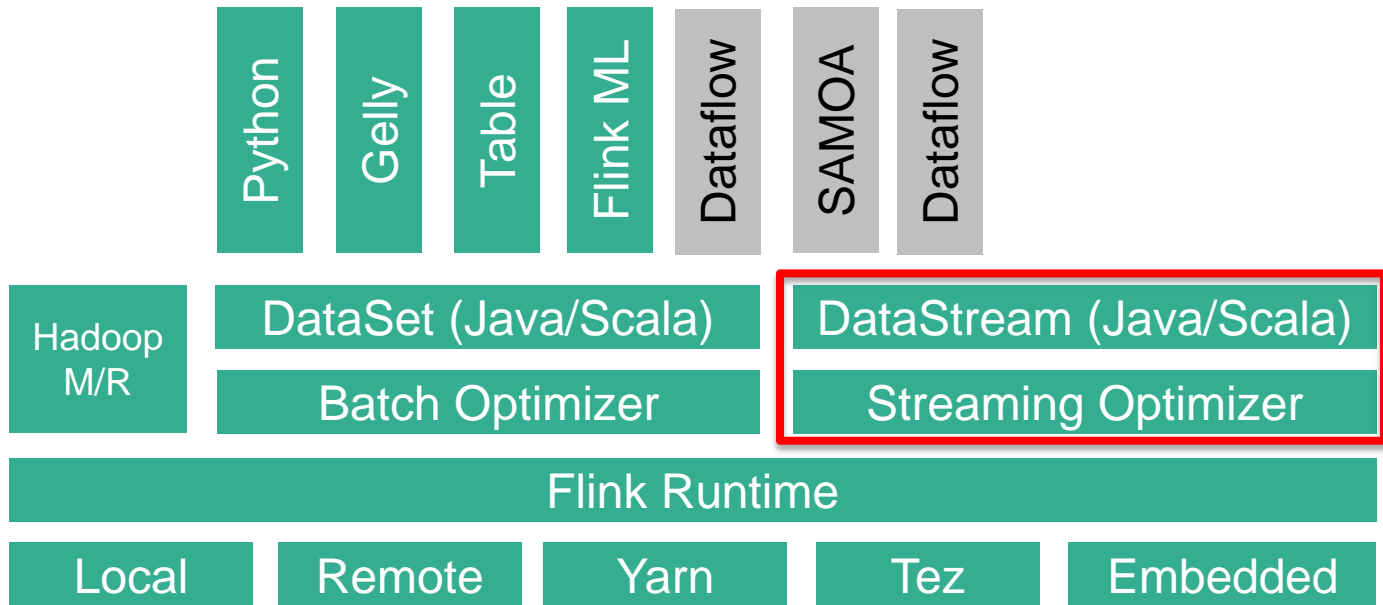 Python
Gelly
Table
Flink ML
Dataflow
SAMOA
Dataflow
Hadoop
M/R
DataSet (Java/Scala)
DataStream (Java/Scala)
Batch Optimizer
Streaming Optimizer
Flink Runtime
Local
Remote
Yarn
Tez
Embedded